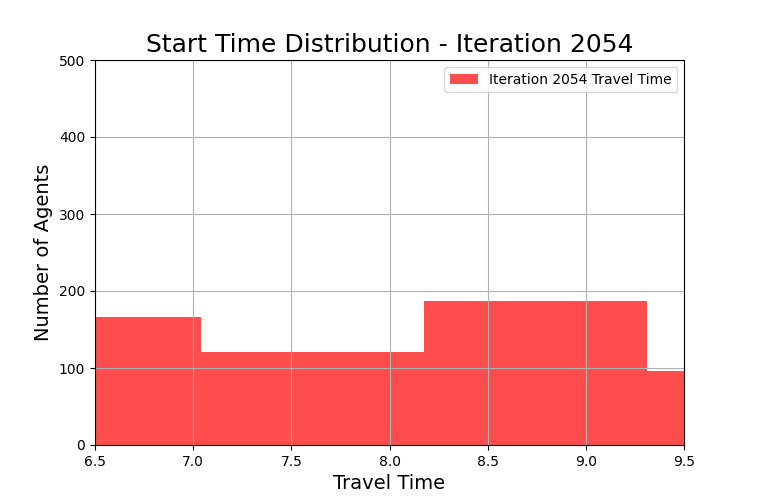 Start Time Distribution - Iteration 2054
500
Iteration 2054 Travel Time
400
300
200
100
0
Number of Agents
6.5 7.0 7.5 8.0 8.5 9.0 9.5
Travel Time